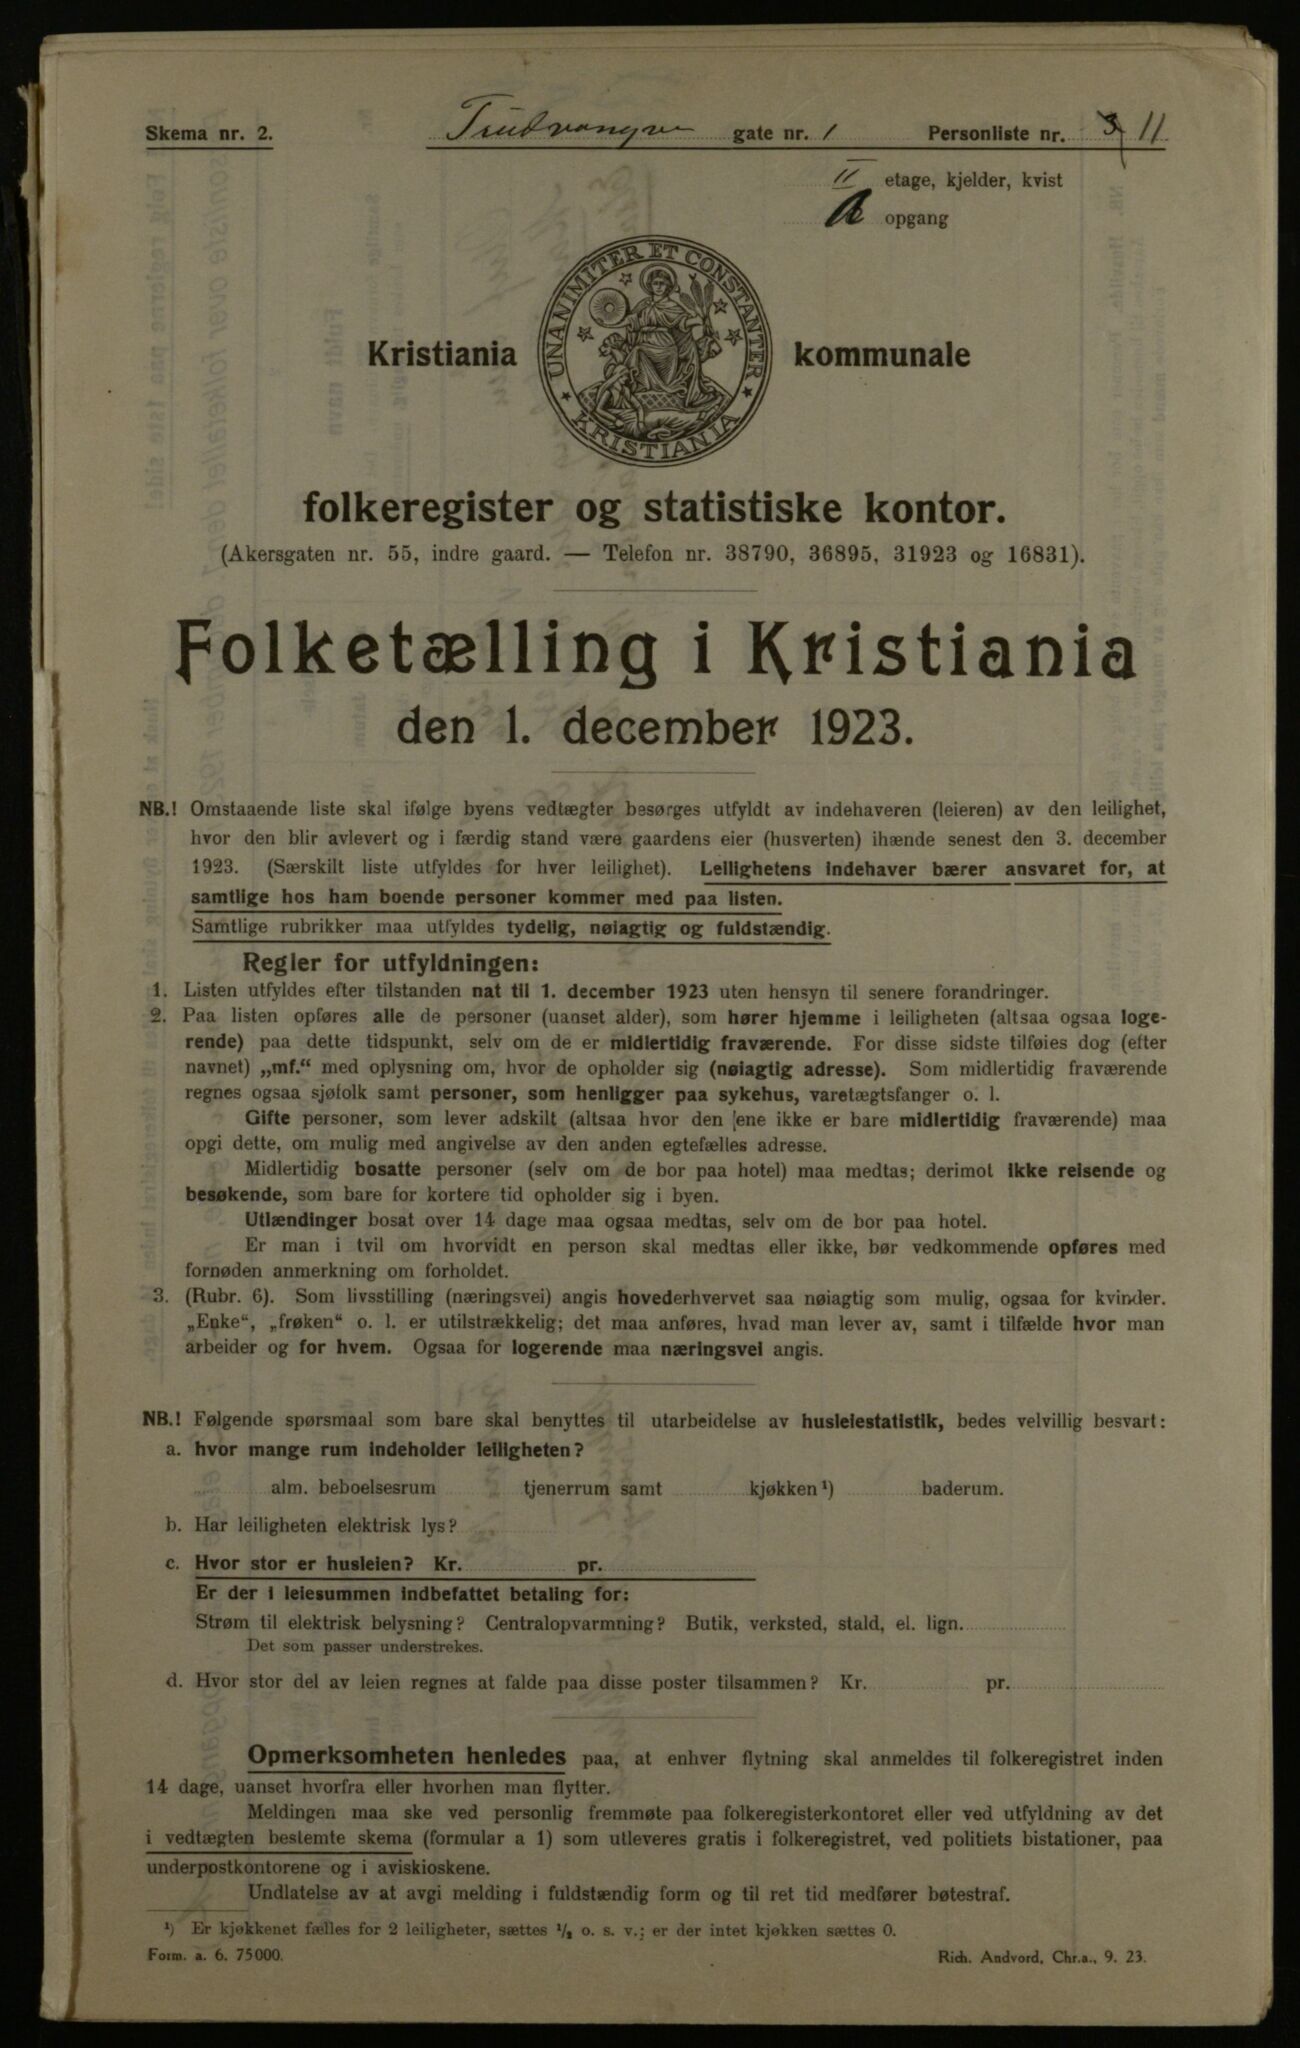 Skema nr. 2. Trudvangvn gate nr. 1 Personliste nr. 3 11
II etage, kjelder, kvist
A opgang
UNANIMITER ET CONSTANTER
KRISTIANIA
Kristiania kommunale
folkeregister og statistiske kontor.
(Akersgaten nr. 55, indre gaard. — Telefon nr. 38790, 36895, 31923 og 16831).
Folketælling i Kristiania
den 1. december 1923.
NB.! Omstaaende liste skal ifølge byens vedtægter besørges utfyldt av indehaveren (leieren) av den leilighet,
hvor den blir avlevert og i færdig stand være gaardens eier (husverten) ihænde senest den 3. december
1923. (Særskilt liste utfyldes for hver leilighet). Leilighetens indehaver bærer ansvaret for, at
samtlige hos ham boende personer kommer med paa listen.
Samtlige rubrikker maa utfyldes tydelig, nøiagtig og fuldstændig.
Regler for utfyldningen:
1. Listen utfyldes efter tilstanden nat til 1. december 1923 uten hensyn til senere forandringer.
2. Paa listen opføres alle de personer (uanset alder), som hører hjemme i leiligheten (altsaa ogsaa loge-
rende) paa dette tidspunkt, selv om de er midlertidig fraværende. For disse sidste tilføies dog (efter
navnet) „mf.“ med oplysning om, hvor de opholder sig (nøiagtig adresse). Som midlertidig fraværende
regnes ogsaa sjøfolk samt personer, som henligger paa sykehus, varetægtsfanger o. l.
Gifte personer, som lever adskilt (altsaa hvor den ene ikke er bare midlertidig fraværende) maa
opgi dette, om mulig med angivelse av den anden egtefælles adresse.
Midlertidig bosatte personer (selv om de bor paa hotel) maa medtas; derimot ikke reisende og
besøkende, som bare for kortere tid opholder sig i byen.
Utlændinger bosat over 14 dage maa ogsaa medtas, selv om de bor paa hotel.
Er man i tvil om hvorvidt en person skal medtas eller ikke, bør vedkommende opføres med
fornøden anmerkning om forholdet.
3. (Rubr. 6). Som livsstilling (næringsvei) angis hovederhvervet saa nøiagtig som mulig, ogsaa for kvinder.
„Enke“, „frøken“ o. l. er utilstrækkelig; det maa anføres, hvad man lever av, samt i tilfælde hvor man
arbeider og for hvem. Ogsaa for logerende maa næringsvei angis.
NB.! Følgende spørsmaal som bare skal benyttes til utarbeidelse av husleiestatistik, bedes velvillig besvart:
a. hvor mange rum indeholder leiligheten?
alm. beboelsesrum tjenerrum samt kjøkken ¹) baderum.
b. Har leiligheten elektrisk lys?
c. Hvor stor er husleien? Kr. pr.
Er der i leiesummen indbefattet betaling for:
Strøm til elektrisk belysning? Centralopvarmning? Butik, verksted, stald, el. lign.
Det som passer understrekes.
d. Hvor stor del av leien regnes at falde paa disse poster tilsammen? Kr. pr.
Opmerksomheten henledes paa, at enhver flytning skal anmeldes til folkeregistret inden
14 dage, uanset hvorfra eller hvorhen man flytter.
Meldingen maa ske ved personlig fremmøte paa folkeregisterkontoret eller ved utfyldning av det
i vedtægten bestemte skema (formular a 1) som utleveres gratis i folkeregistret, ved politiets bistationer, paa
underpostkontorene og i aviskioskene.
Undlatelse av at avgi melding i fuldstændig form og til ret tid medfører bøtestraf.
¹) Er kjøkkenet fælles for 2 leiligheter, sættes ½ o. s. v.; er der intet kjøkken sættes 0.
Form. a. 6. 75000. Rich. Andvord, Chr.a., 9. 23.